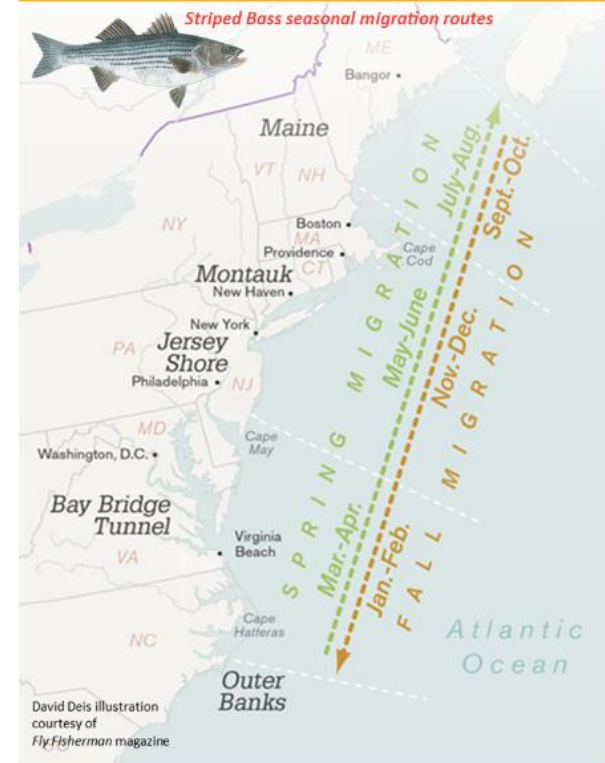 Striped Bass seasonal migration routes
ME
Bangor
Maine
VT
NH
NY
Boston
MA
Providence
Cape
Cod
CT
Montauk
New Haven
New York
Jersey
Shore
PA
Philadelphia
NJ
MD
Cape
May
Washington, D.C.
Bay Bridge
Tunnel
VA
Virginia
Beach
Cape
Hatteras
NC
Outer
Banks
SPRING MIGRATION
Mar.-Apr.
May-June
July-Aug.
Sept.-Oct.
Nov.-Dec.
Jan.-Feb.
FALL MIGRATION
Atlantic
Ocean
David Deis illustration
courtesy of
Fly Fisherman magazine